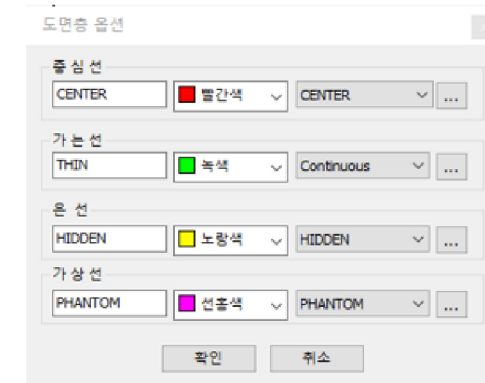 도면층 옵션
중 심 선
CENTER 빨간색 CENTER ...
가 는 선
THIN 녹색 Continuous ...
은 선
HIDDEN 노랑색 HIDDEN ...
가 상 선
PHANTOM 선홍색 PHANTOM ...
확인 취소